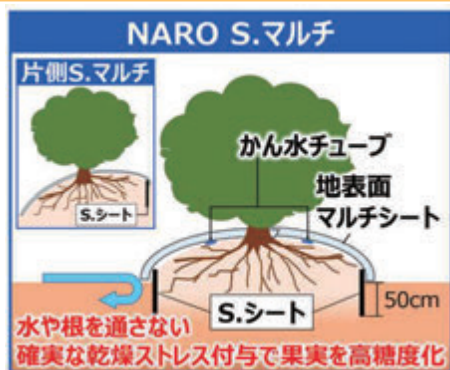 NARO S.マルチ
片側S.マルチ
S.シート
かん水チューブ
地表面
マルチシート
S.シート
50cm
水や根を通さない
確実な乾燥ストレス付与で果実を高糖度化